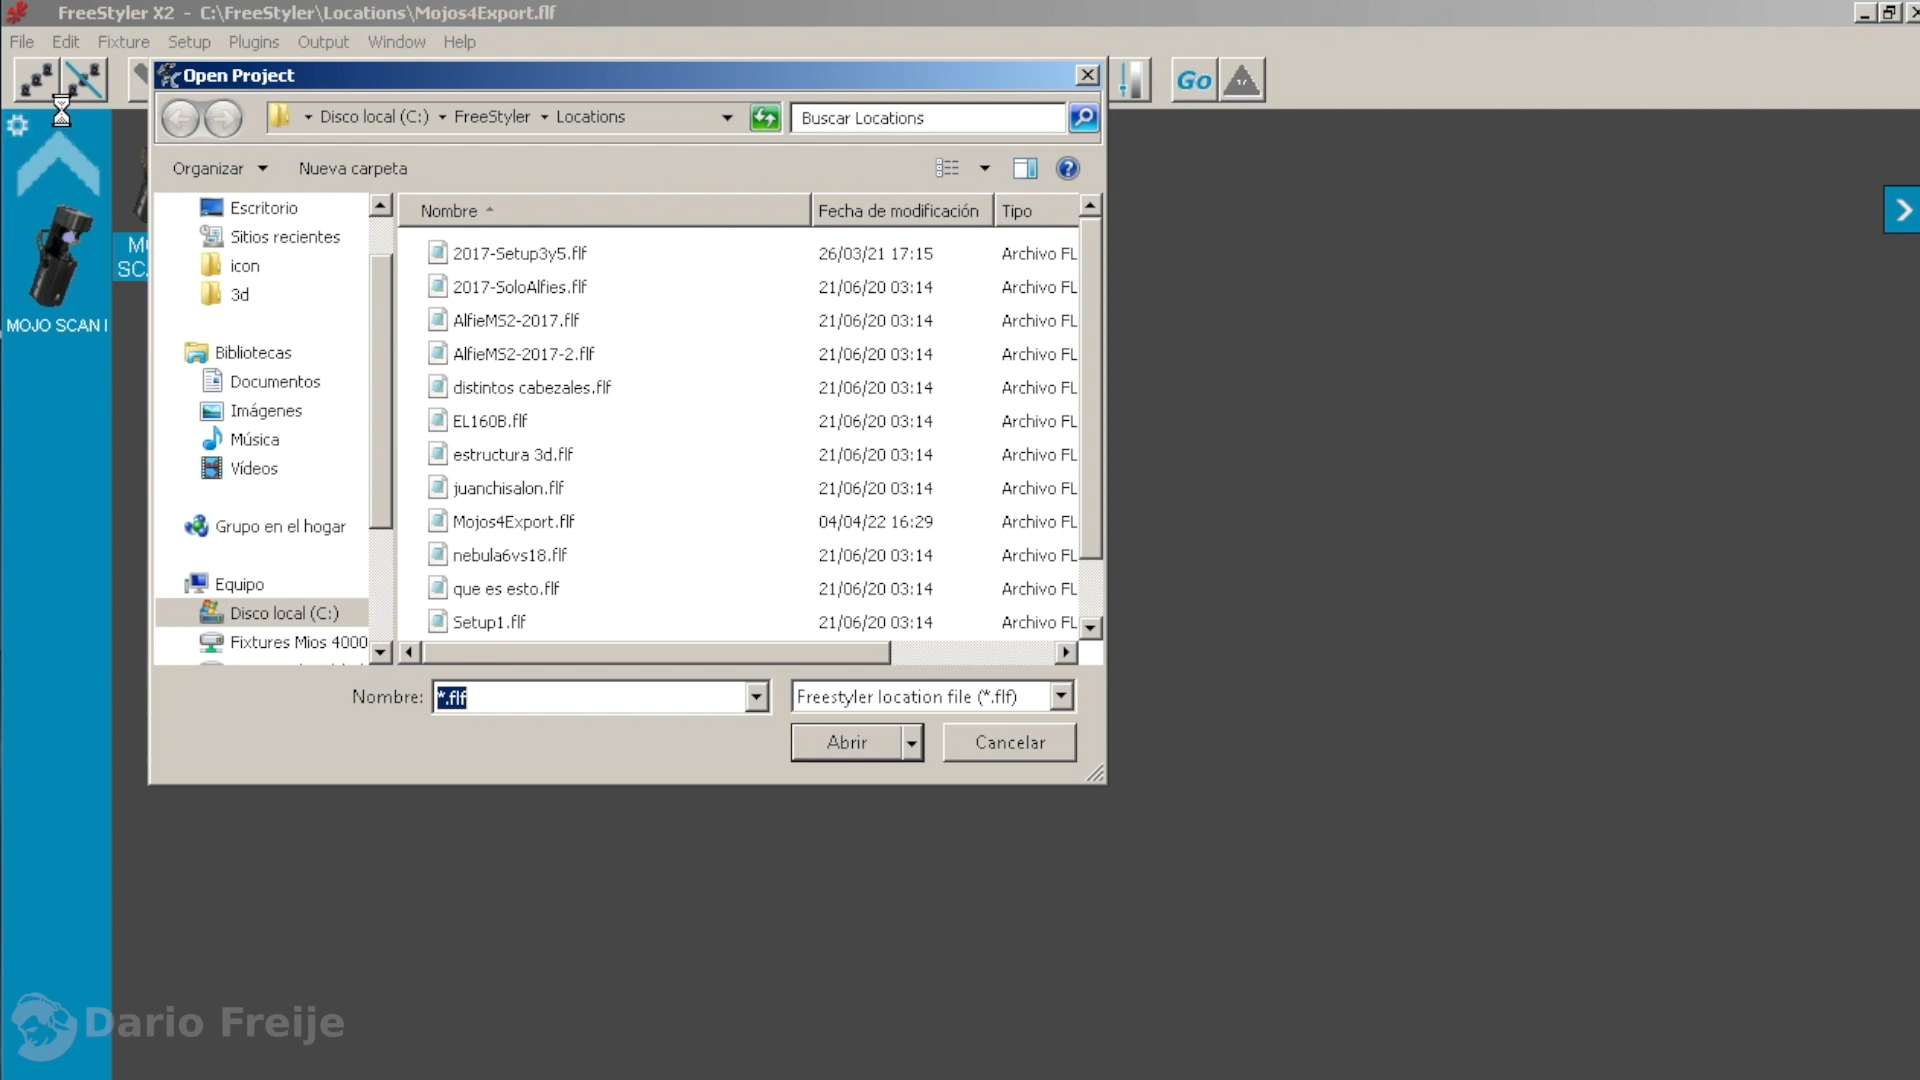 FreeStyler X2 - C:\FreeStyler\Locations\Mojos4Export.flf
File Edit Fixture Setup Plugins Output Window Help
Open Project
Go
Disco local (C:) FreeStyler Locations
Buscar Locations
Organizar Nueva carpeta
Escritorio
Sitios recientes
icon
3d
Bibliotecas
Documentos
Imágenes
Música
Vídeos
Grupo en el hogar
Equipo
Disco local (C:)
Fixtures Mios 4000
Nombre Fecha de modificación Tipo
2017-Setup3y5.flf 26/03/21 17:15 Archivo FL
2017-SoloAlfies.flf 21/06/20 03:14 Archivo FL
AlfieMS2-2017.flf 21/06/20 03:14 Archivo FL
AlfieMS2-2017-2.flf 21/06/20 03:14 Archivo FL
distintos cabezales.flf 21/06/20 03:14 Archivo FL
EL160B.flf 21/06/20 03:14 Archivo FL
estructura 3d.flf 21/06/20 03:14 Archivo FL
juanchisalon.flf 21/06/20 03:14 Archivo FL
Mojos4Export.flf 04/04/22 16:29 Archivo FL
nebula6vs18.flf 21/06/20 03:14 Archivo FL
que es esto.flf 21/06/20 03:14 Archivo FL
Setup1.flf 21/06/20 03:14 Archivo FL
Nombre: *.flf Freestyler location file (*.flf)
Abrir Cancelar
MOJO SCAN I
Dario Freije